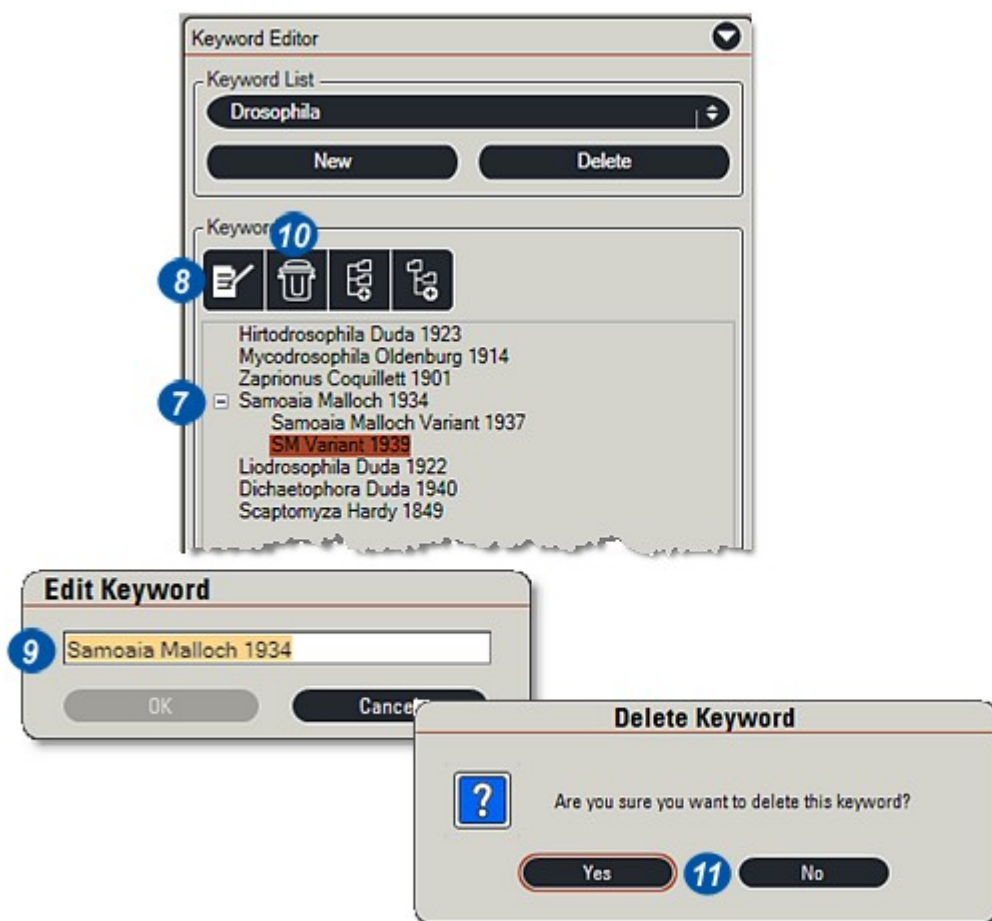 Keyword Editor
Keyword List
Drosophila
New Delete
Keywor
10
8
Hirtodrosophila Duda 1923
Mycodrosophila Oldenburg 1914
Zaprionus Coquillett 1901
7 Samoaia Malloch 1934
Samoaia Malloch Variant 1937
SM Variant 1939
Liodrosophila Duda 1922
Dichaetophora Duda 1940
Scaptomyza Hardy 1849
Edit Keyword
9 Samoaia Malloch 1934
OK Cancel
Delete Keyword
? Are you sure you want to delete this keyword?
Yes 11 No